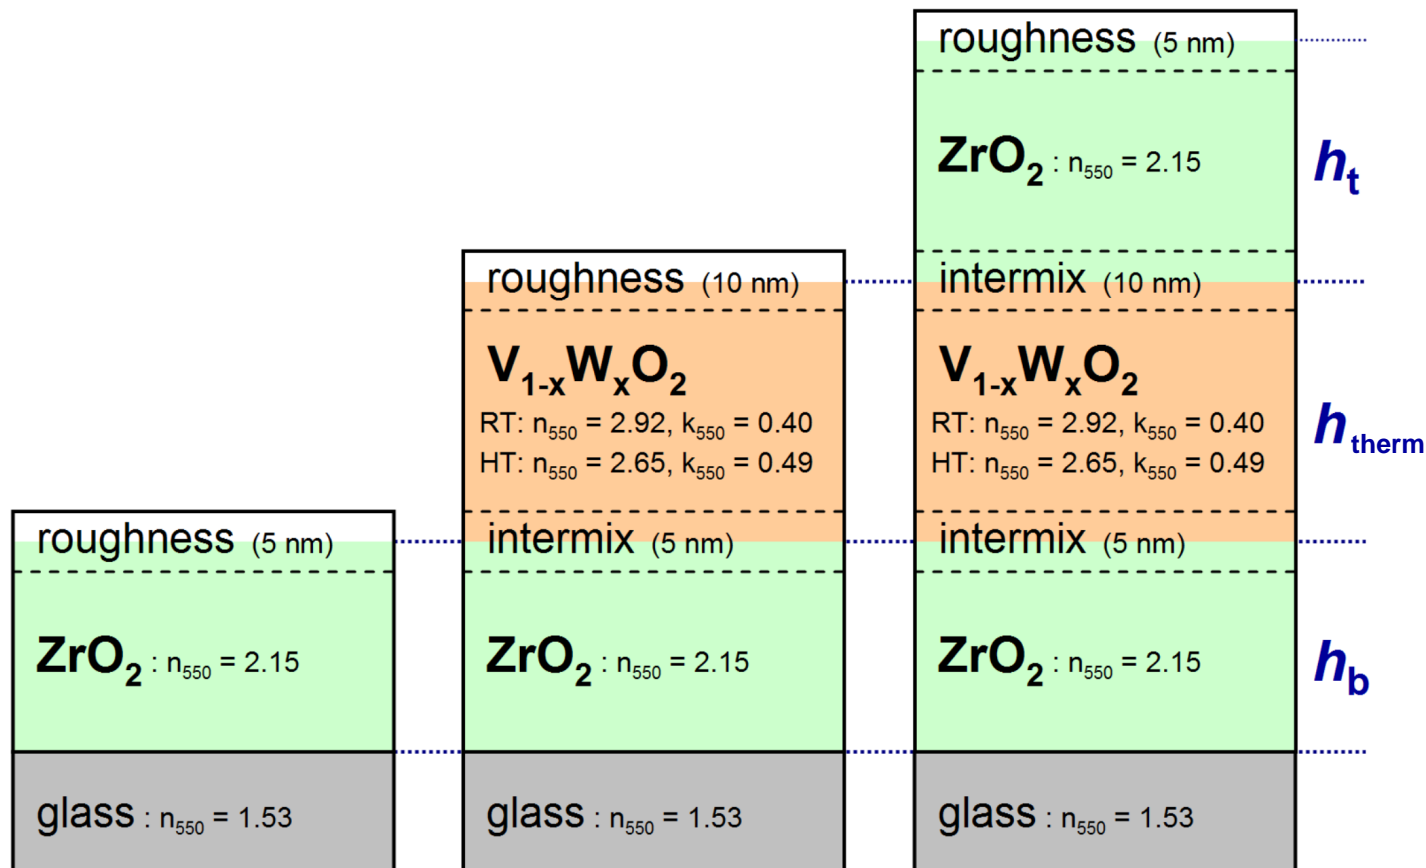 roughness (5 nm)
ZrO₂ : n₅₅₀ = 2.15
glass : n₅₅₀ = 1.53
roughness (10 nm)
V₁₋ₓWₓO₂
RT: n₅₅₀ = 2.92, k₅₅₀ = 0.40
HT: n₅₅₀ = 2.65, k₅₅₀ = 0.49
intermix (5 nm)
ZrO₂ : n₅₅₀ = 2.15
glass : n₅₅₀ = 1.53
roughness (5 nm)
ZrO₂ : n₅₅₀ = 2.15
intermix (10 nm)
V₁₋ₓWₓO₂
RT: n₅₅₀ = 2.92, k₅₅₀ = 0.40
HT: n₅₅₀ = 2.65, k₅₅₀ = 0.49
intermix (5 nm)
ZrO₂ : n₅₅₀ = 2.15
glass : n₅₅₀ = 1.53
h_t
h_therm
h_b